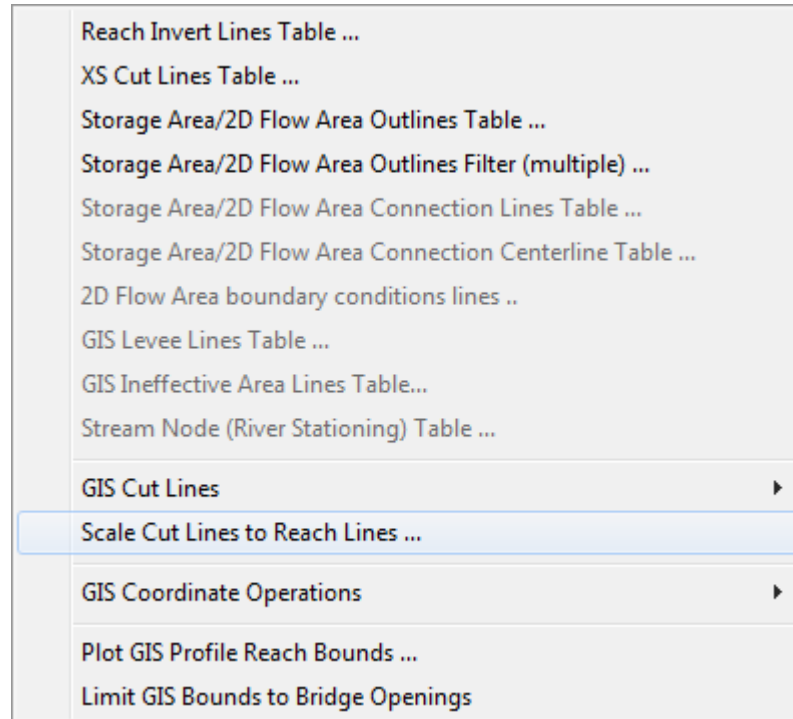 Reach Invert Lines Table ...
XS Cut Lines Table ...
Storage Area/2D Flow Area Outlines Table ...
Storage Area/2D Flow Area Outlines Filter (multiple) ...
Storage Area/2D Flow Area Connection Lines Table ...
Storage Area/2D Flow Area Connection Centerline Table ...
2D Flow Area boundary conditions lines ..
GIS Levee Lines Table ...
GIS Ineffective Area Lines Table...
Stream Node (River Stationing) Table ...
GIS Cut Lines
Scale Cut Lines to Reach Lines ...
GIS Coordinate Operations
Plot GIS Profile Reach Bounds ...
Limit GIS Bounds to Bridge Openings